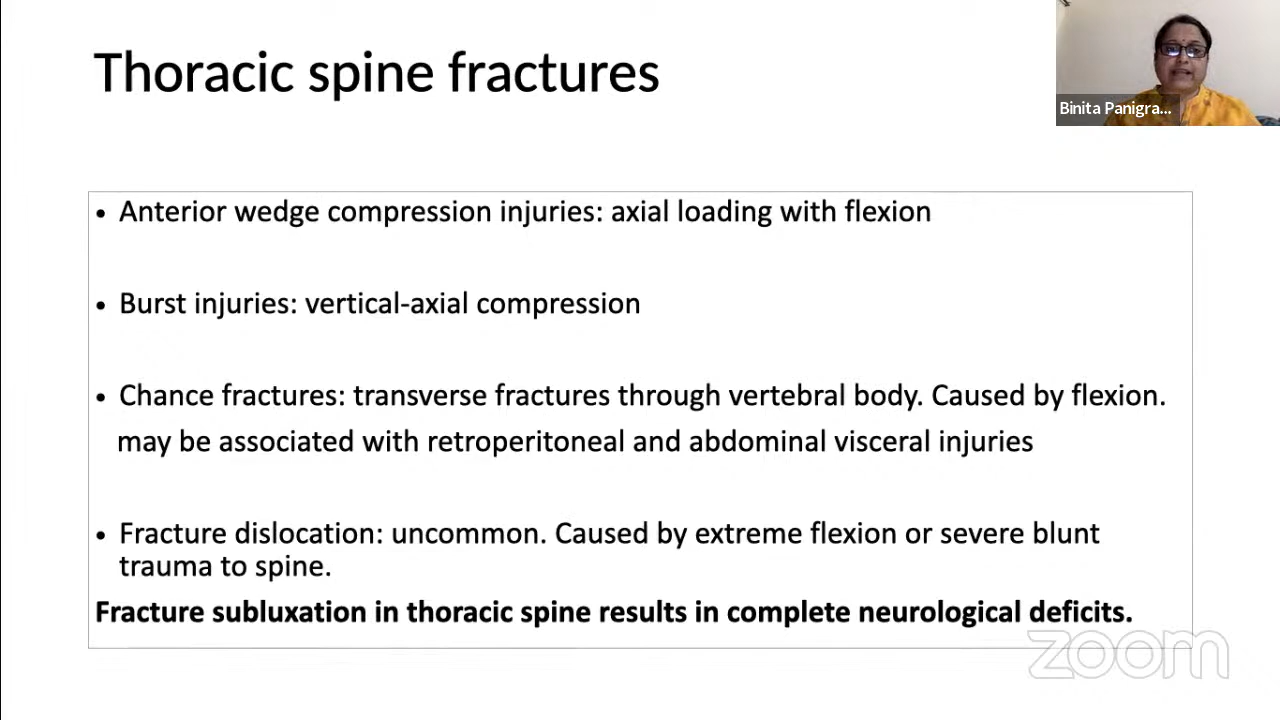 Thoracic spine fractures
Binita Panigra...
• Anterior wedge compression injuries: axial loading with flexion
• Burst injuries: vertical-axial compression
• Chance fractures: transverse fractures through vertebral body. Caused by flexion.
may be associated with retroperitoneal and abdominal visceral injuries
• Fracture dislocation: uncommon. Caused by extreme flexion or severe blunt
trauma to spine.
Fracture subluxation in thoracic spine results in complete neurological deficits.
zoom